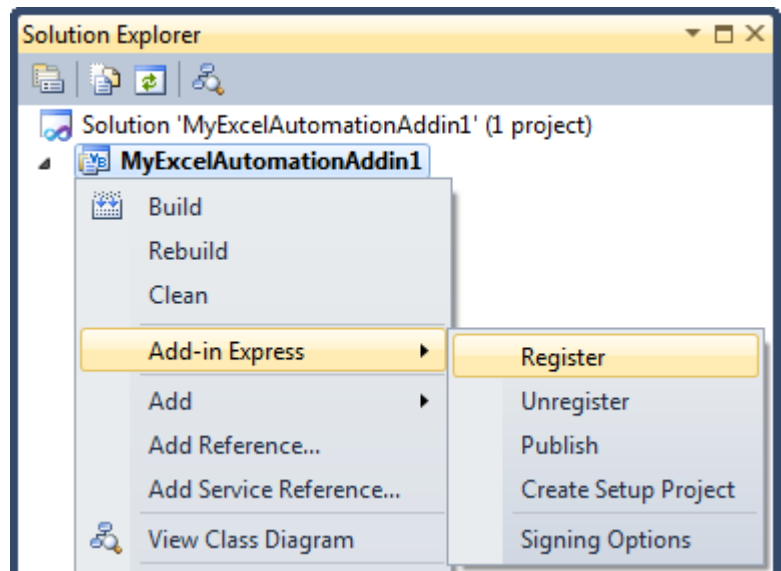 Solution Explorer
Solution 'MyExcelAutomationAddin1' (1 project)
MyExcelAutomationAddin1
Build
Rebuild
Clean
Add-in Express
Register
Add
Unregister
Add Reference...
Publish
Add Service Reference...
Create Setup Project
View Class Diagram
Signing Options